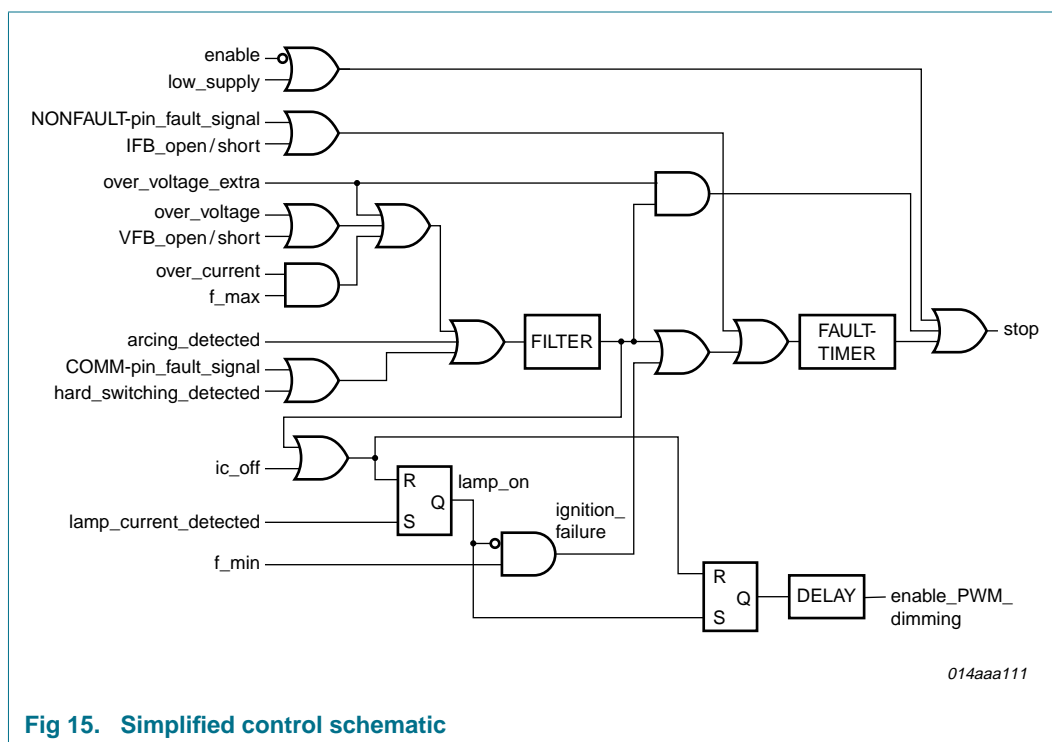 enable
low_supply
NONFAULT-pin_fault_signal
IFB_open/short
over_voltage_extra
over_voltage
VFB_open/short
over_current
f_max
arcing_detected
COMM-pin_fault_signal
hard_switching_detected
FILTER
FAULT-
TIMER
stop
ic_off
lamp_current_detected
R
Q
S
lamp_on
ignition_
failure
f_min
R
Q
S
DELAY
enable_PWM_
dimming
014aaa111
Fig 15. Simplified control schematic